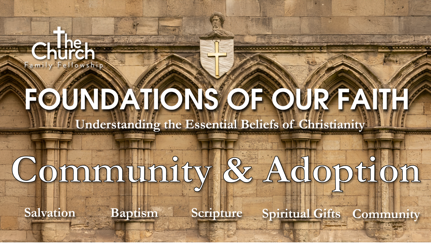 the
Church
Family Fellowship
FOUNDATIONS OF OUR FAITH
Understanding the Essential Beliefs of Christianity
Community & Adoption
Salvation Baptism Scripture Spiritual Gifts Community